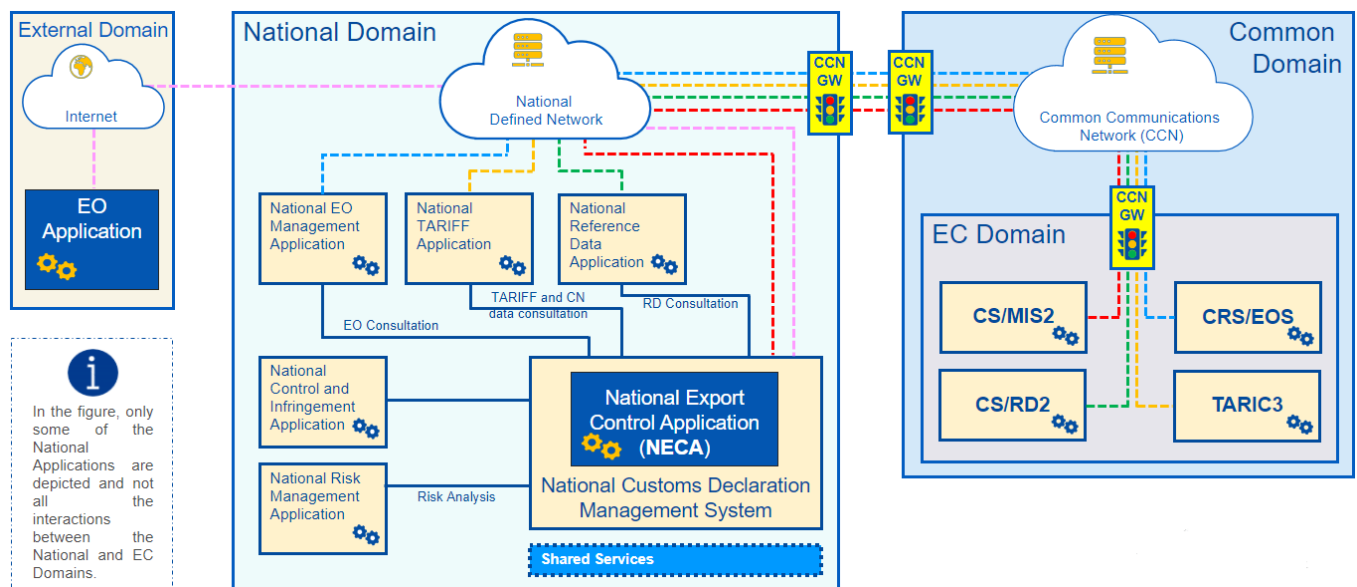 External Domain
Internet
EO
Application
In the figure, only
some of the
National
Applications are
depicted and not
all the
interactions
between the
National and EC
Domains.
National Domain
National
Defined Network
National EO
Management
Application
National
TARIFF
Application
National
Reference
Data
Application
EO Consultation
TARIFF and CN
data consultation
RD Consultation
National
Control and
Infringement
Application
National Risk
Management
Application
Risk Analysis
National Export
Control Application
(NECA)
National Customs Declaration
Management System
Shared Services
CCN
GW
CCN
GW
Common
Domain
Common Communications
Network (CCN)
CCN
GW
EC Domain
CS/MIS2
CRS/EOS
CS/RD2
TARIC3